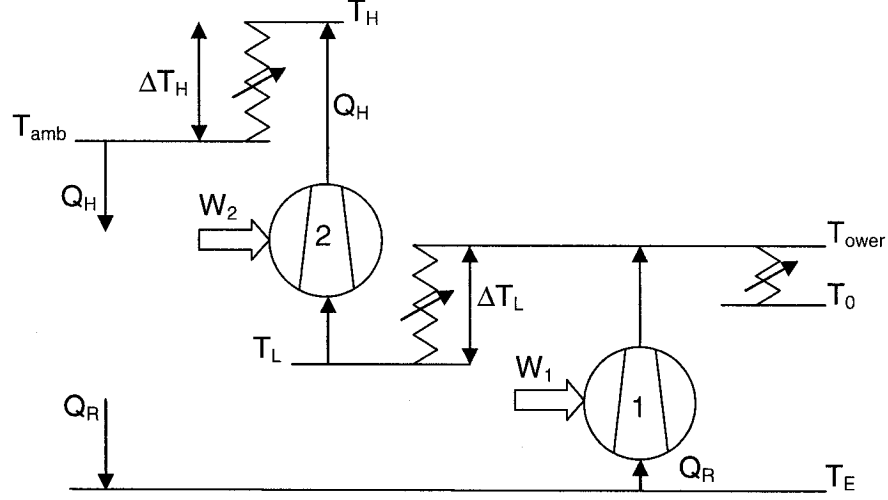 T_H
ΔT_H
Q_H
T_amb
Q_H
W_2
2
T_ower
ΔT_L
T_0
T_L
W_1
1
Q_R
Q_R
T_E